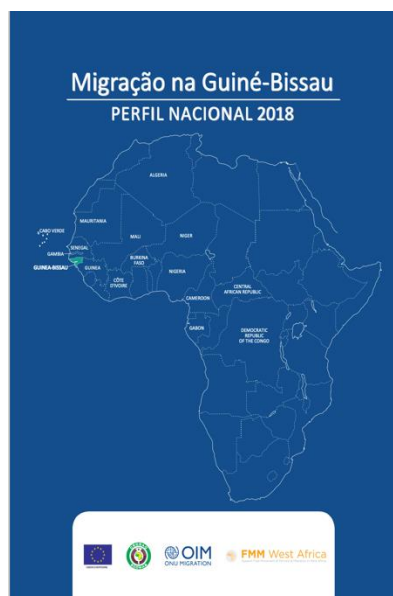 Migração na Guiné-Bissau
PERFIL NACIONAL 2018
ALGERIA
MAURITANIA
CABO VERDE
MALI
NIGER
SENEGAL
GAMBIA
BURKINA
FASO
GUINEA-BISSAU
GUINEA
NIGERIA
CÔTE
D'IVOIRE
CENTRAL
AFRICAN REPUBLIC
CAMEROON
GABON
DEMOCRATIC
REPUBLIC
OF THE CONGO
OIM
ONU MIGRATION
FMM West Africa